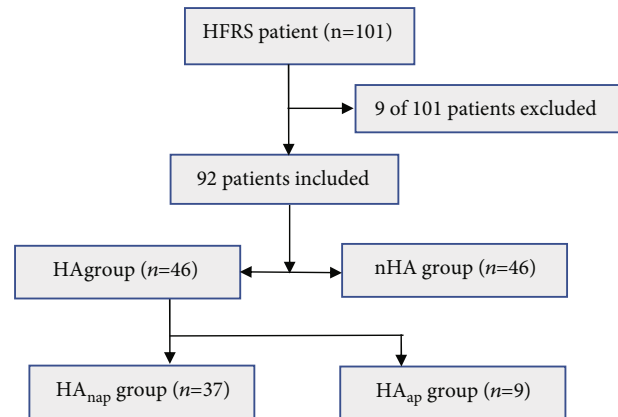 HFRS patient (n=101)
9 of 101 patients excluded
92 patients included
HAgroup (n=46)
nHA group (n=46)
HAnap group (n=37)
HAap group (n=9)